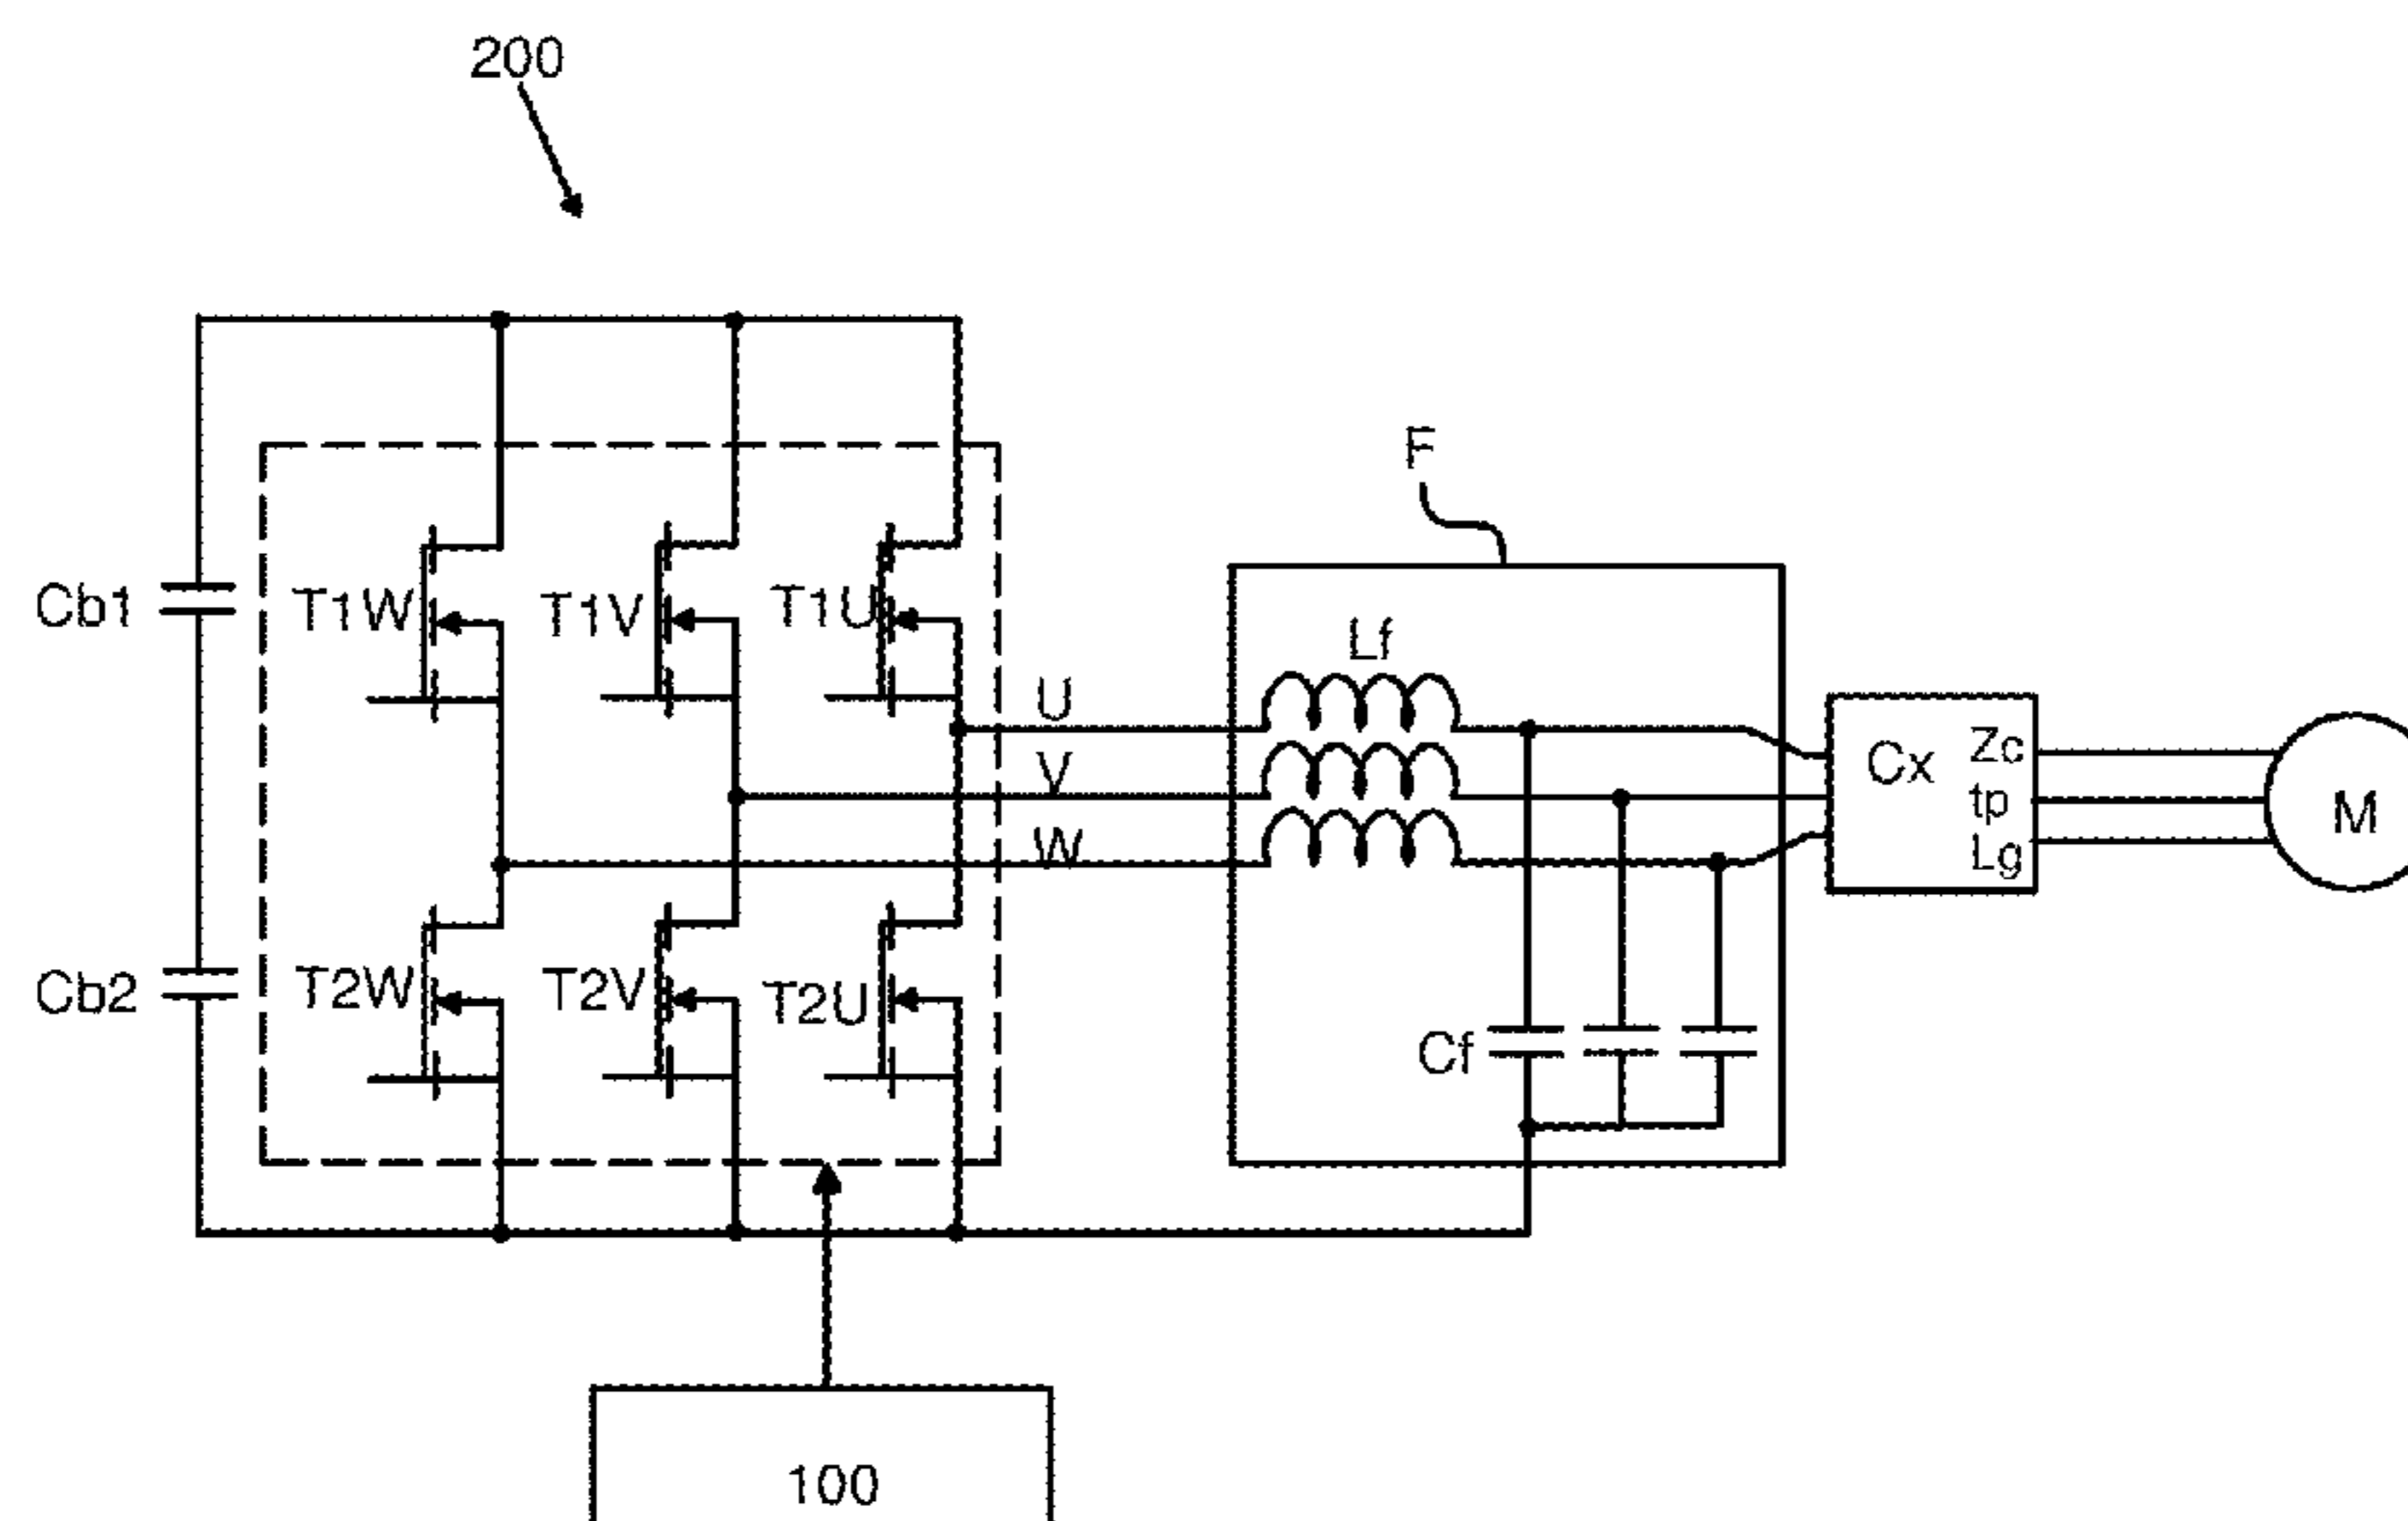 200
F
Cb1
T1W
T1V
T1U
Lf
U
V
W
Cx
Zc
tp
Lg
M
Cb2
T2W
T2V
T2U
Cf
100